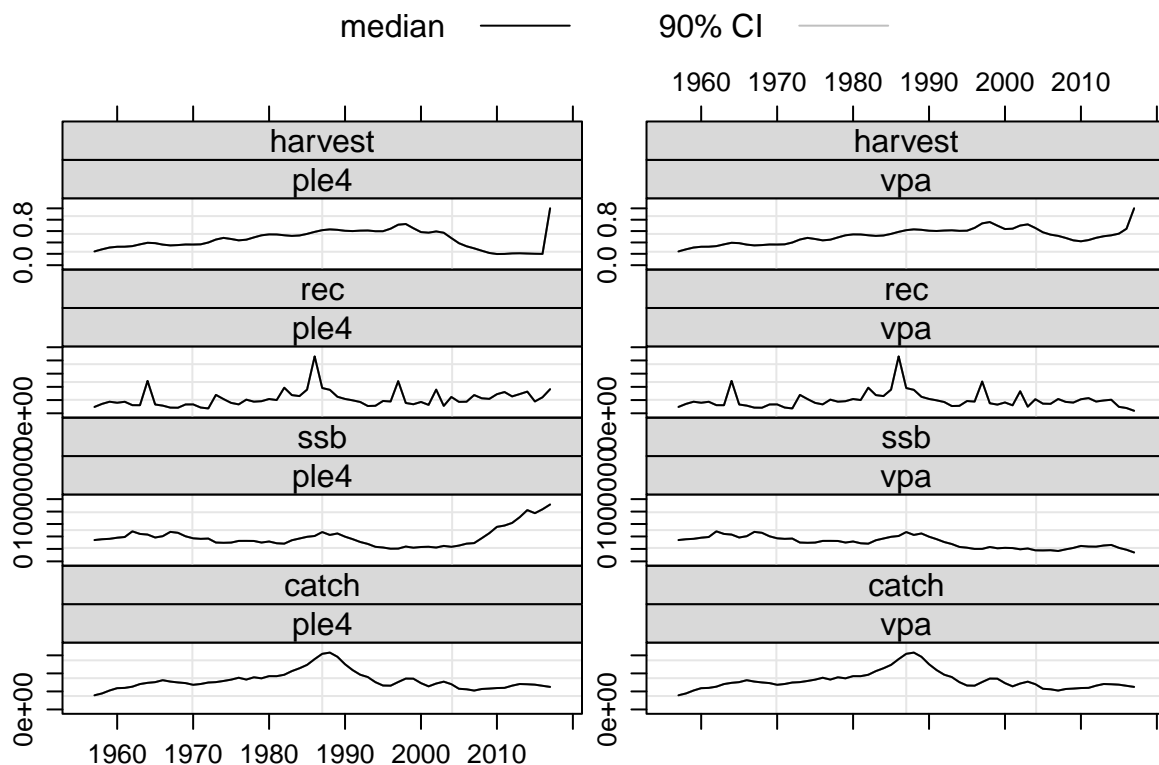 median 90% CI
1960 1970 1980 1990 2000 2010
harvest harvest
ple4 vpa
0.0 0.8 0.0 0.8
rec rec
ple4 vpa
0e+00 0e+00
ssb ssb
ple4 vpa
0 1000000 0 1000000
catch catch
ple4 vpa
0e+00 0e+00
1960 1970 1980 1990 2000 2010